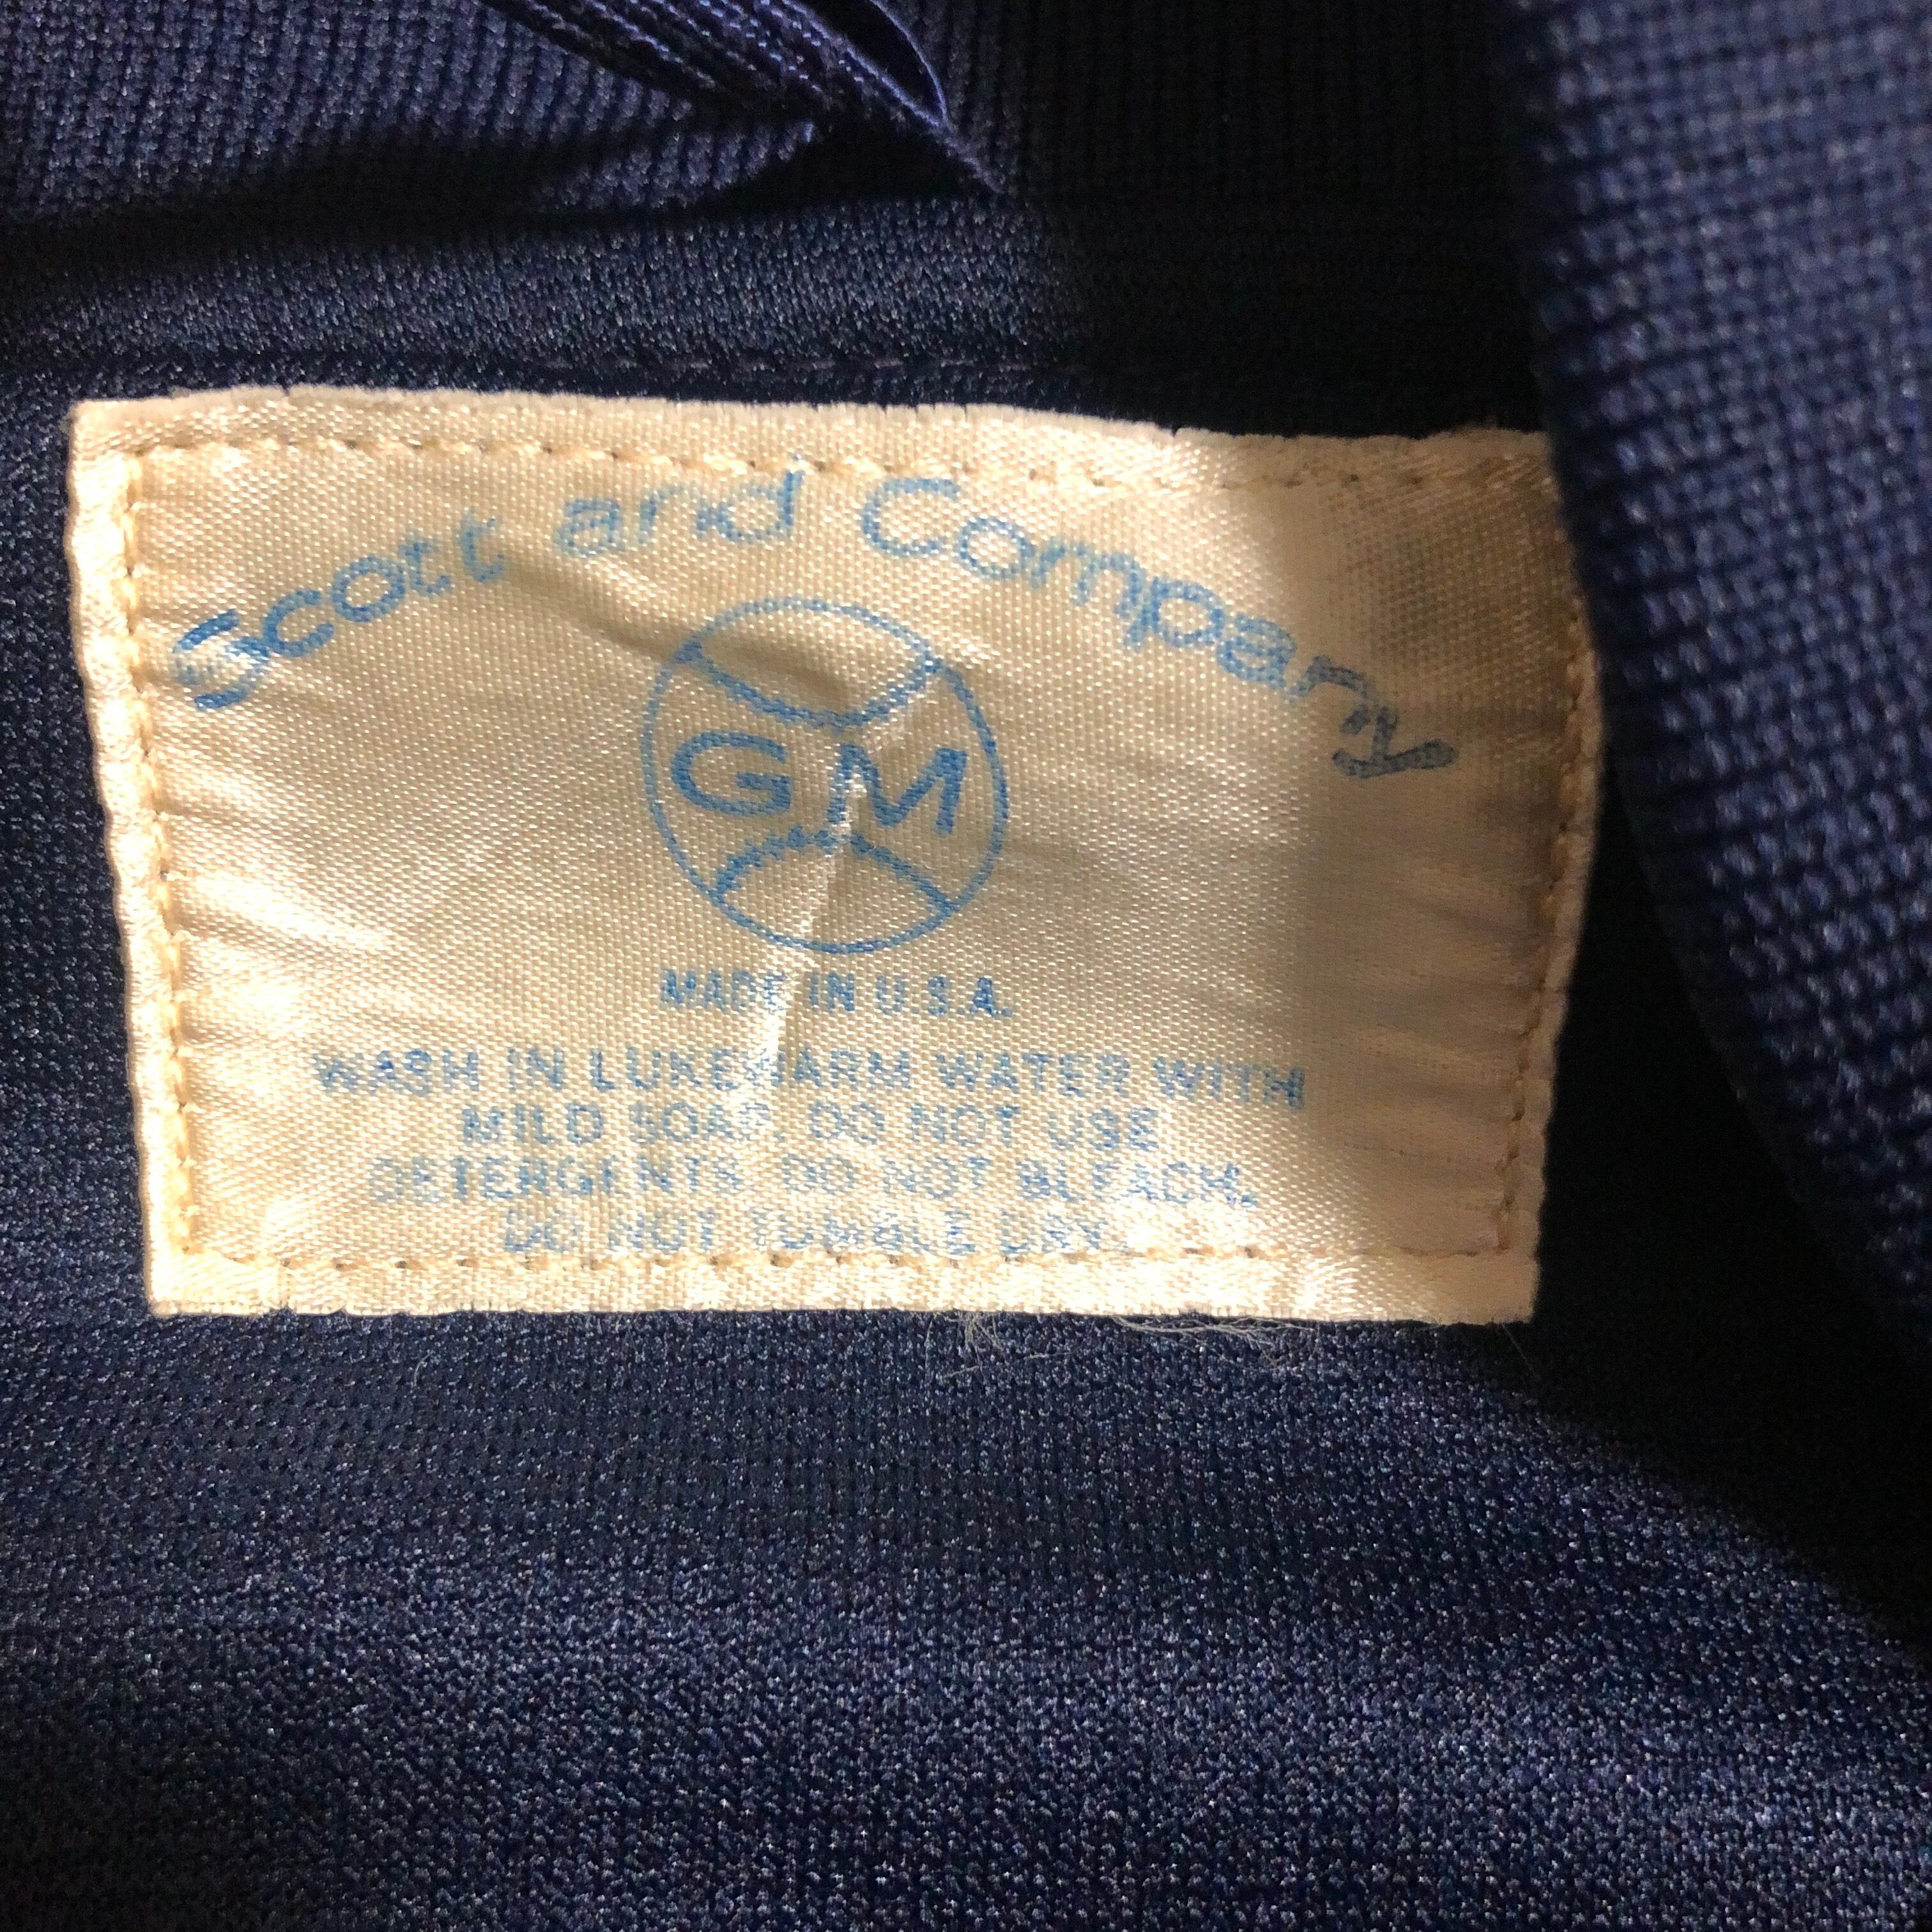 Scott and Company
GM
MADE IN U.S.A.
WASH IN LUKEWARM WATER WITH
MILD SOAP. DO NOT USE
DETERGENTS. DO NOT BLEACH.
DO NOT TUMBLE DRY.